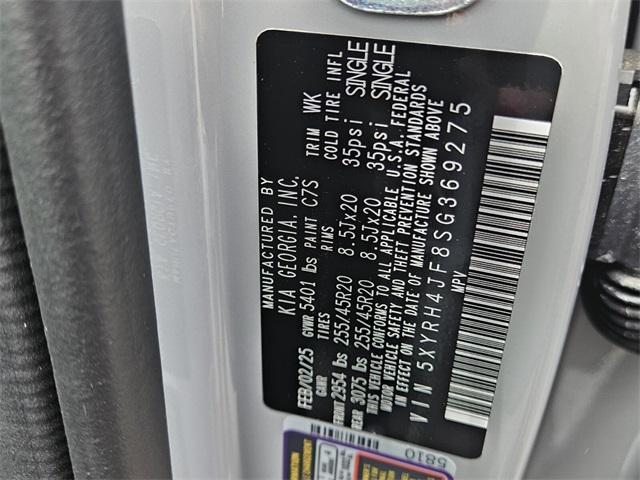 MANUFACTURED BY
KIA GEORGIA, INC.
FEB/02/25 GVWR 5401 lbs PAINT C7S TRIM WK
GAWR TIRES RIMS COLD TIRE INFL
FRONT 2954 lbs 255/45R20 8.5Jx20 35psi SINGLE
REAR 3075 lbs 255/45R20 8.5Jx20 35psi SINGLE
THIS VEHICLE CONFORMS TO ALL APPLICABLE U.S.A. FEDERAL
MOTOR VEHICLE SAFETY AND THEFT PREVENTION STANDARDS
IN EFFECT ON THE DATE OF MANUFACTURE SHOWN ABOVE
VIN 5XYRH4JF8SG369275
MPV
5810